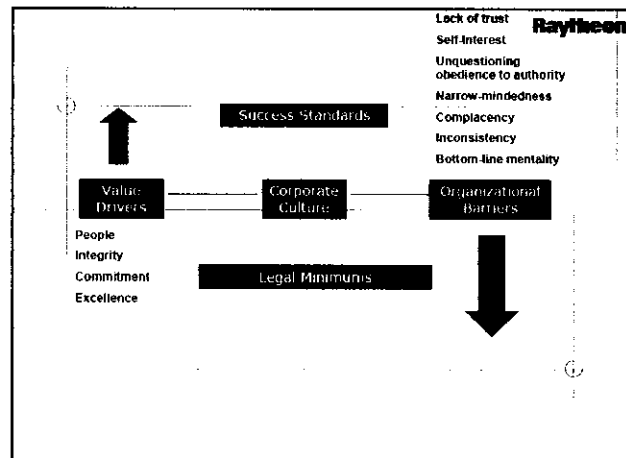 Lack of trust
Raytheon
Self-Interest
Unquestioning
obedience to authority
Narrow-mindedness
Complacency
Inconsistency
Bottom-line mentality
Success Standards
Value
Drivers
Corporate
Culture
Organizational
Barriers
People
Integrity
Commitment
Excellence
Legal Minimums